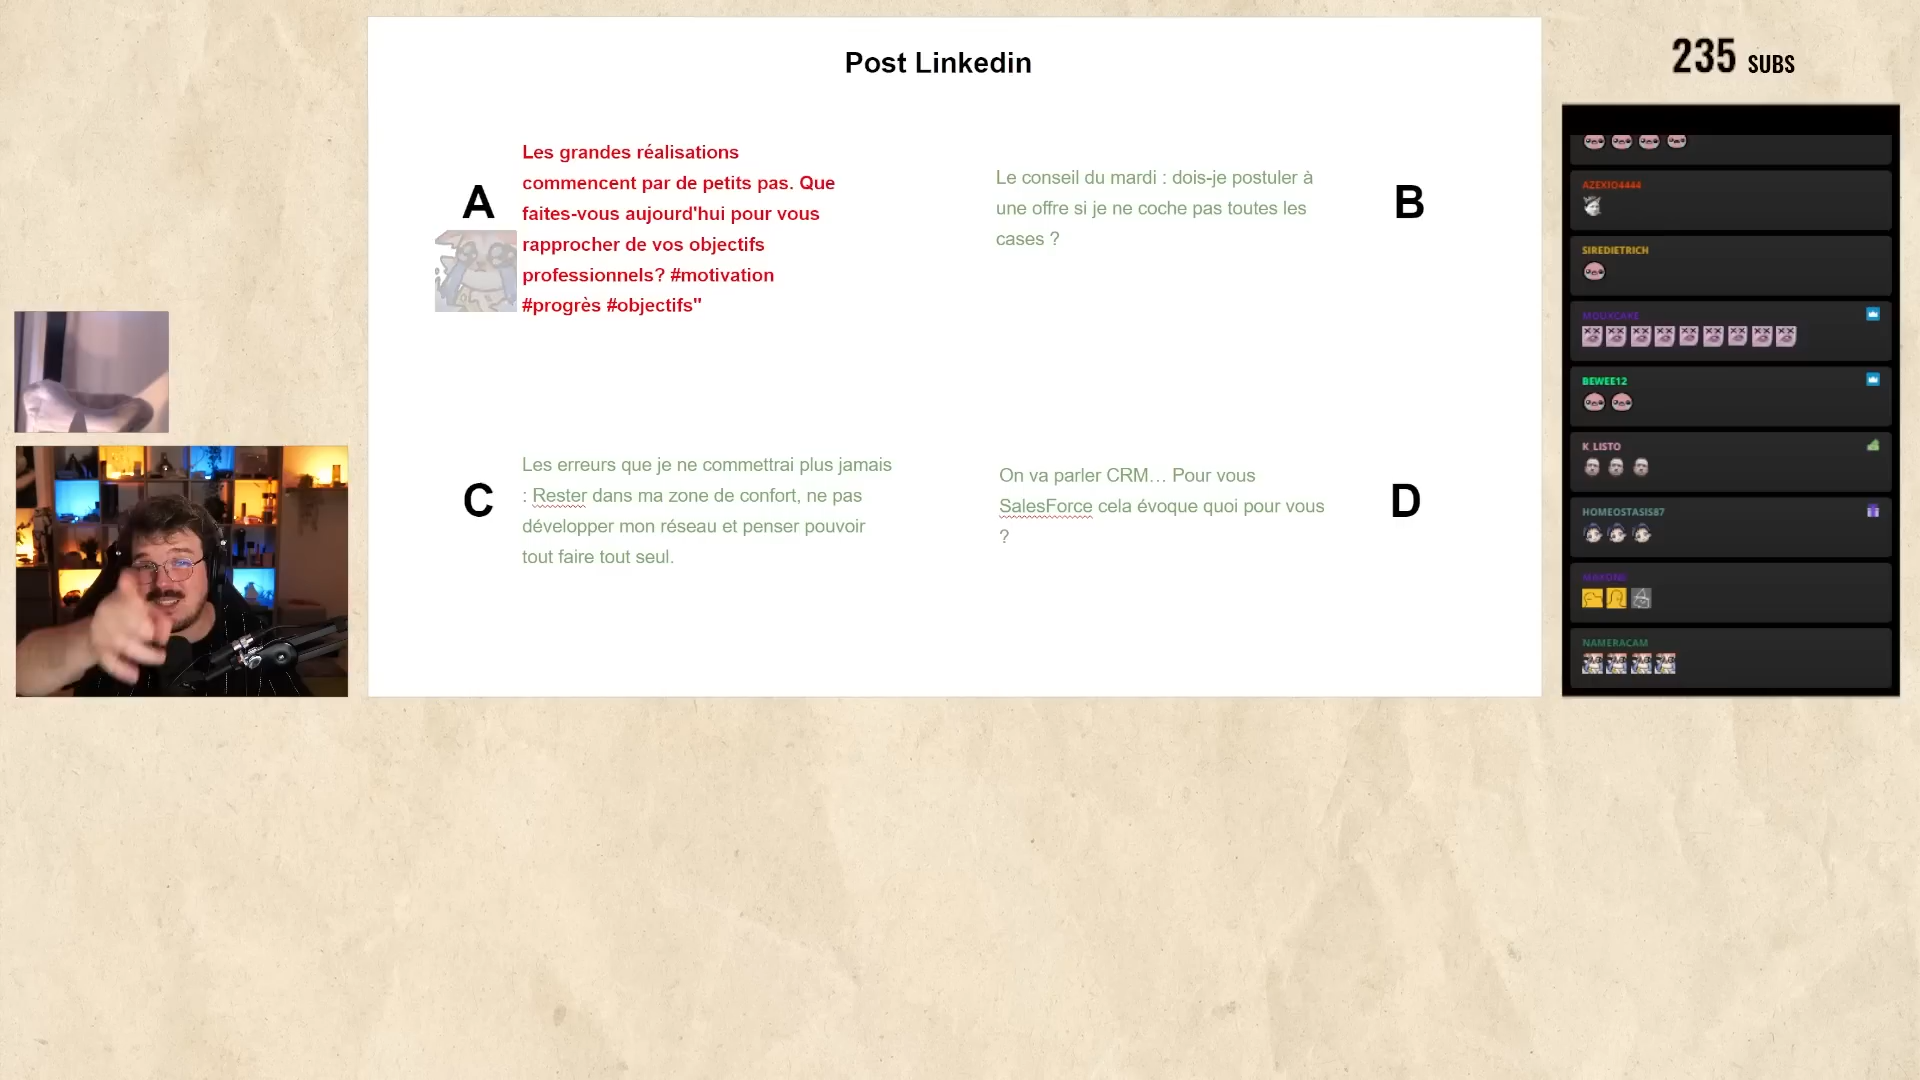 Post Linkedin
235 SUBS
A
Les grandes réalisations
commencent par de petits pas. Que
faites-vous aujourd'hui pour vous
rapprocher de vos objectifs
professionnels? #motivation
#progrès #objectifs"
Le conseil du mardi : dois-je postuler à
une offre si je ne coche pas toutes les
cases ?
B
C
Les erreurs que je ne commettrai plus jamais
: Rester dans ma zone de confort, ne pas
développer mon réseau et penser pouvoir
tout faire tout seul.
On va parler CRM… Pour vous
SalesForce cela évoque quoi pour vous
?
D
AZEXIO4444
SIREDIETRICH
MOUXCAKE
BEWEE12
K_LISTO
HOMEOSTASIS87
NAMERACAM